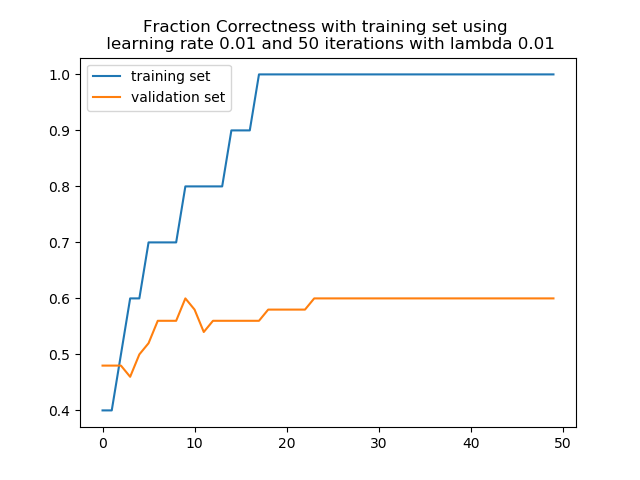 Fraction Correctness with training set using
learning rate 0.01 and 50 iterations with lambda 0.01
training set
validation set
1.0
0.9
0.8
0.7
0.6
0.5
0.4
0 10 20 30 40 50